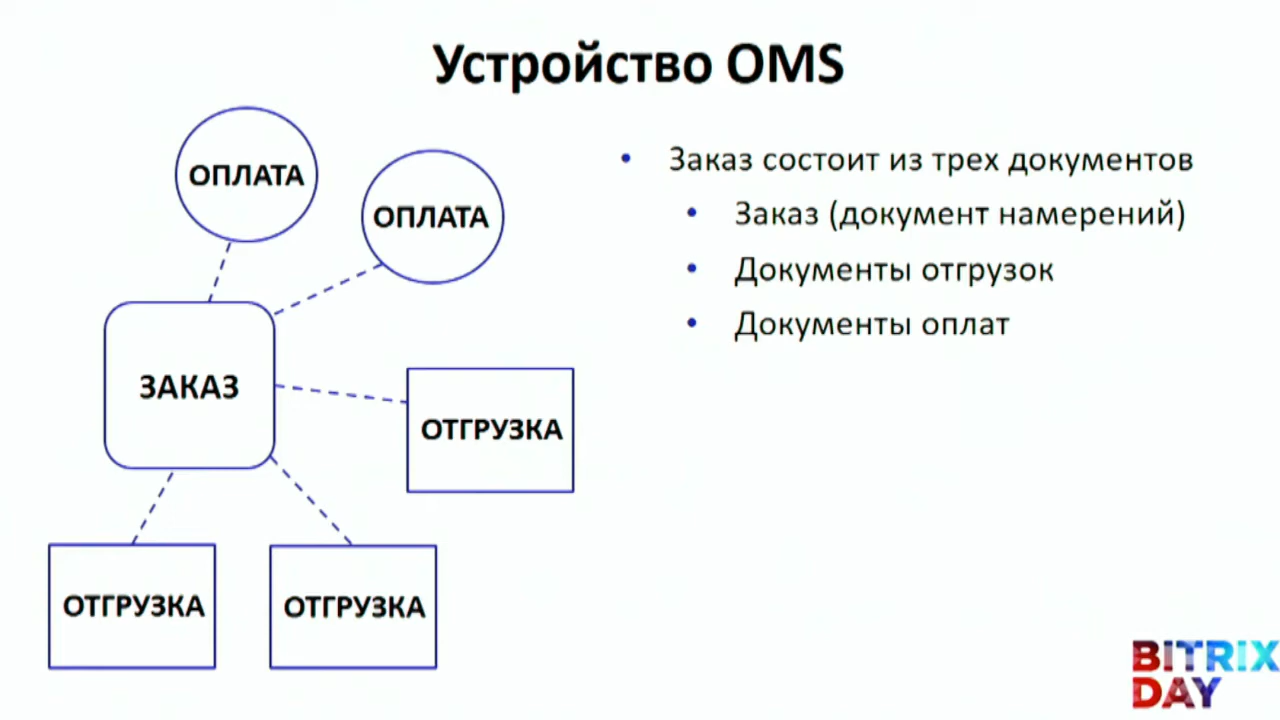 Устройство OMS
ОПЛАТА
ОПЛАТА
ЗАКАЗ
ОТГРУЗКА
ОТГРУЗКА
ОТГРУЗКА
Заказ состоит из трех документов
Заказ (документ намерений)
Документы отгрузок
Документы оплат
BITRIX
DAY